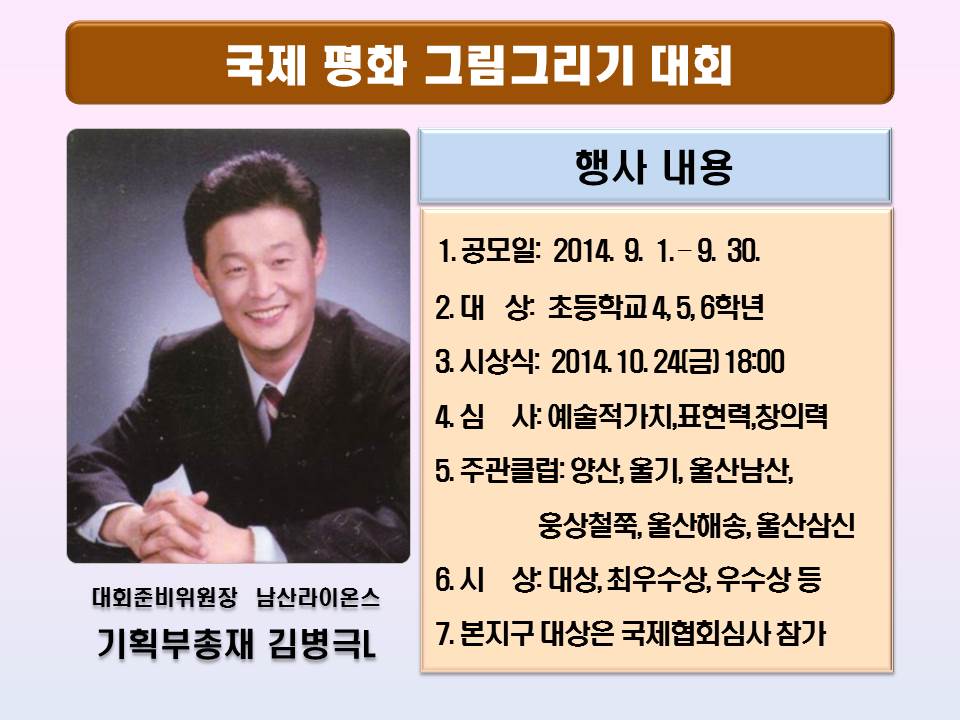 국제 평화 그림그리기 대회
행사 내용
1. 공모일: 2014. 9. 1. – 9. 30.
2. 대 상: 초등학교 4, 5, 6학년
3. 시상식: 2014. 10. 24(금) 18:00
4. 심 사: 예술적가치,표현력,창의력
5. 주관클럽: 양산, 울기, 울산남산,
웅상철쭉, 울산해송, 울산삼신
6. 시 상: 대상, 최우수상, 우수상 등
7. 본지구 대상은 국제협회심사 참가
대회준비위원장 남산라이온스
기획부총재 김병극L